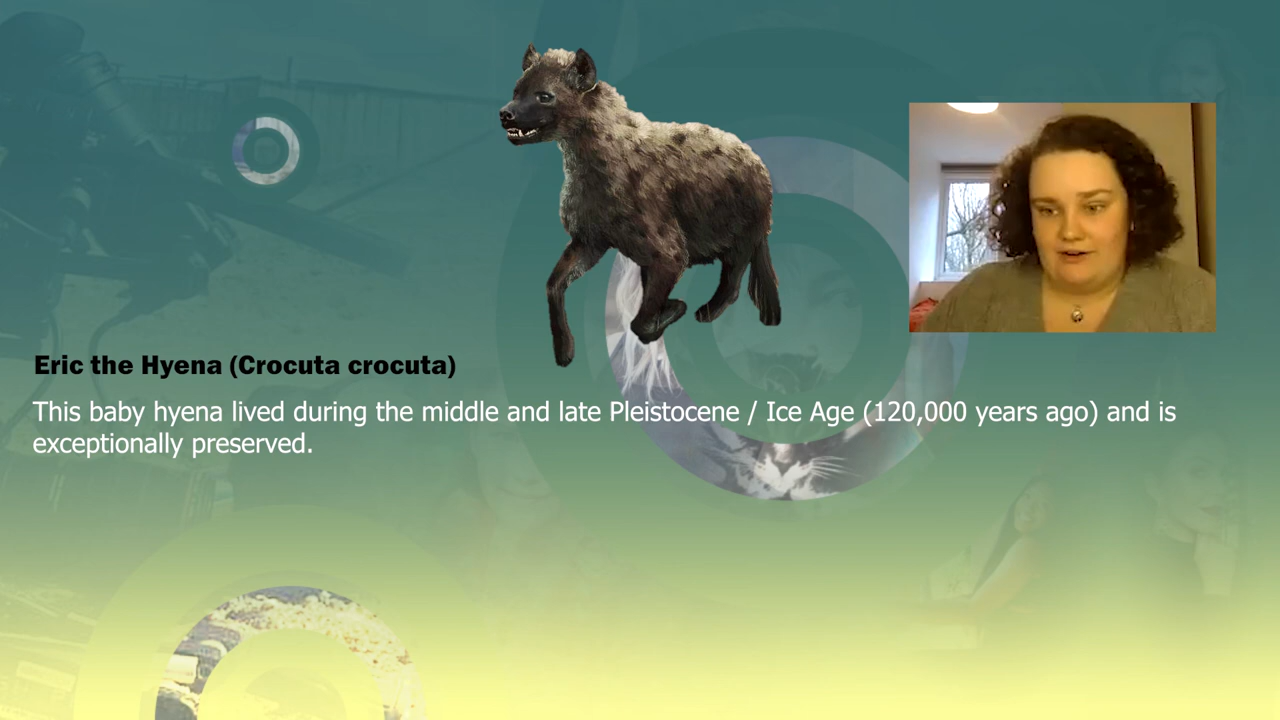 Eric the Hyena (Crocuta crocuta)
This baby hyena lived during the middle and late Pleistocene / Ice Age (120,000 years ago) and is
exceptionally preserved.